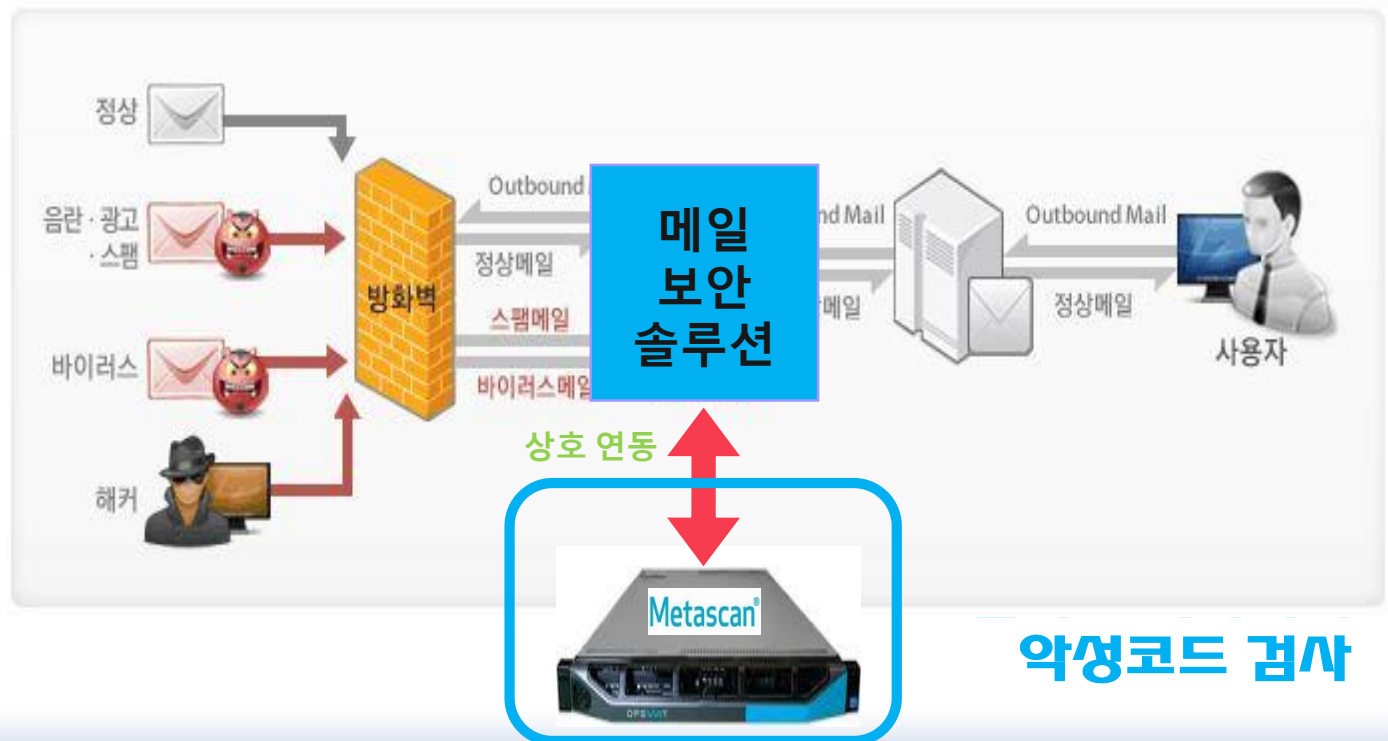 정상
음란 · 광고
· 스팸
바이러스
해커
방화벽
Outbound
정상메일
스팸메일
바이러스메일
메일
보안
솔루션
nd Mail
메일
Outbound Mail
정상메일
사용자
상호 연동
Metascan®
OPSWAT
악성코드 검사